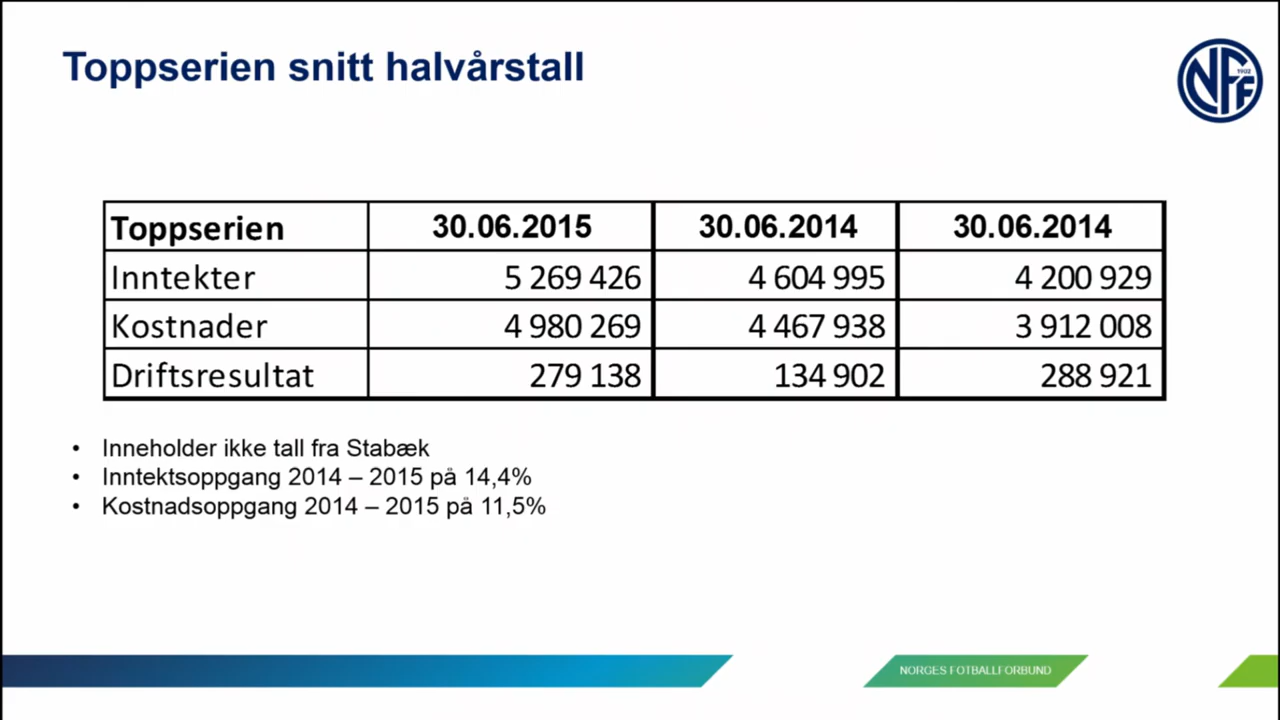 Toppserien snitt halvårstall
NFF
1902
Toppserien 30.06.2015 30.06.2014 30.06.2014
Inntekter 5 269 426 4 604 995 4 200 929
Kostnader 4 980 269 4 467 938 3 912 008
Driftsresultat 279 138 134 902 288 921
• Inneholder ikke tall fra Stabæk
• Inntektsoppgang 2014 – 2015 på 14,4%
• Kostnadsoppgang 2014 – 2015 på 11,5%
NORGES FOTBALLFORBUND